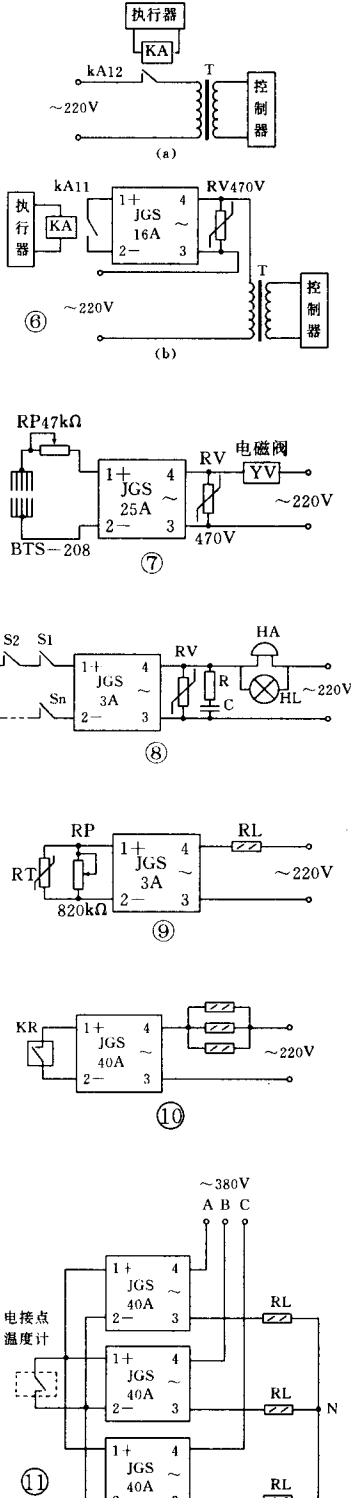 执行器
KA
kA12
T
~220V
控制器
(a)
执行器
KA
kA11
1+ 4
JGS
16A ~
2- 3
RV470V
T
~220V
控制器
⑥
(b)
RP47kΩ
BTS-208
1+ 4
JGS
25A ~
2- 3
RV
470V
电磁阀
YV
~220V
⑦
S2 S1
Sn
1+ 4
JGS
3A ~
2- 3
RV
R
C
HA
HL
~220V
⑧
RT
RP
820kΩ
1+ 4
JGS
3A ~
2- 3
RL
~220V
⑨
KR
1+ 4
JGS
40A ~
2- 3
~220V
⑩
~380V
A B C
电接点
温度计
1+ 4
JGS
40A ~
2- 3
RL
1+ 4
JGS
40A ~
2- 3
RL
N
1+ 4
JGS
40A ~
RL
⑪